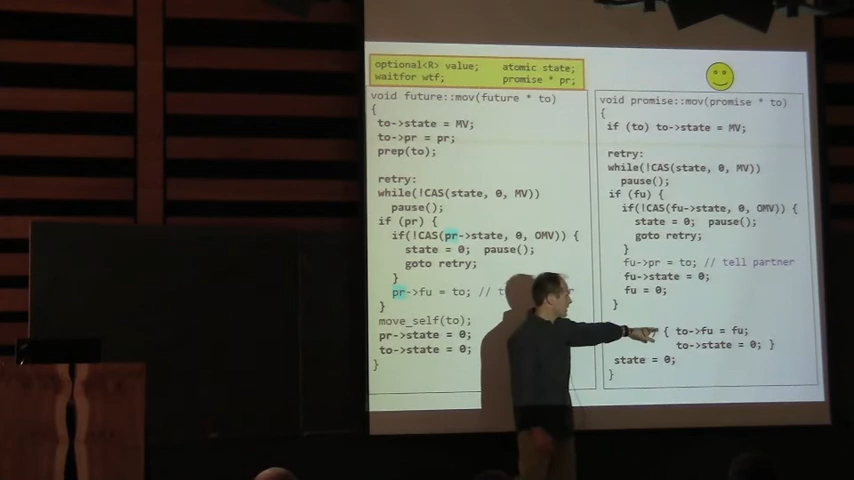 optional<R> value; atomic state;
waitfor wtf; promise * pr;
void future::mov(future * to)
{
to->state = MV;
to->pr = pr;
prep(to);
retry:
while(!CAS(state, 0, MV))
pause();
if (pr) {
if(!CAS(pr->state, 0, OMV)) {
state = 0; pause();
goto retry;
}
pr->fu = to; //
}
move_self(to);
pr->state = 0;
to->state = 0;
}
void promise::mov(promise * to)
{
if (to) to->state = MV;
retry:
while(!CAS(state, 0, MV))
pause();
if (fu) {
if(!CAS(fu->state, 0, OMV)) {
state = 0; pause();
goto retry;
}
fu->pr = to; // tell partner
fu->state = 0;
fu = 0;
}
{ to->fu = fu;
to->state = 0; }
state = 0;
}